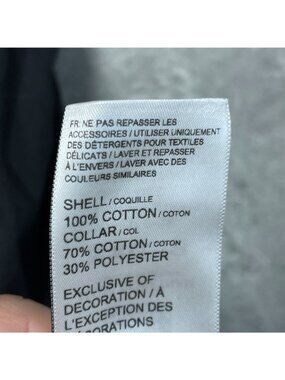 FR: NE PAS REPASSER LES
ACCESSOIRES / UTILISER UNIQUEMENT
DES DÉTERGENTS POUR TEXTILES
DÉLICATS / LAVER ET REPASSER
À L'ENVERS / LAVER AVEC DES
COULEURS SIMILAIRES
SHELL / COQUILLE
100% COTTON / COTON
COLLAR / COL
70% COTTON / COTON
30% POLYESTER
EXCLUSIVE OF
DECORATION / À
L'EXCEPTION DES
DÉCORATIONS